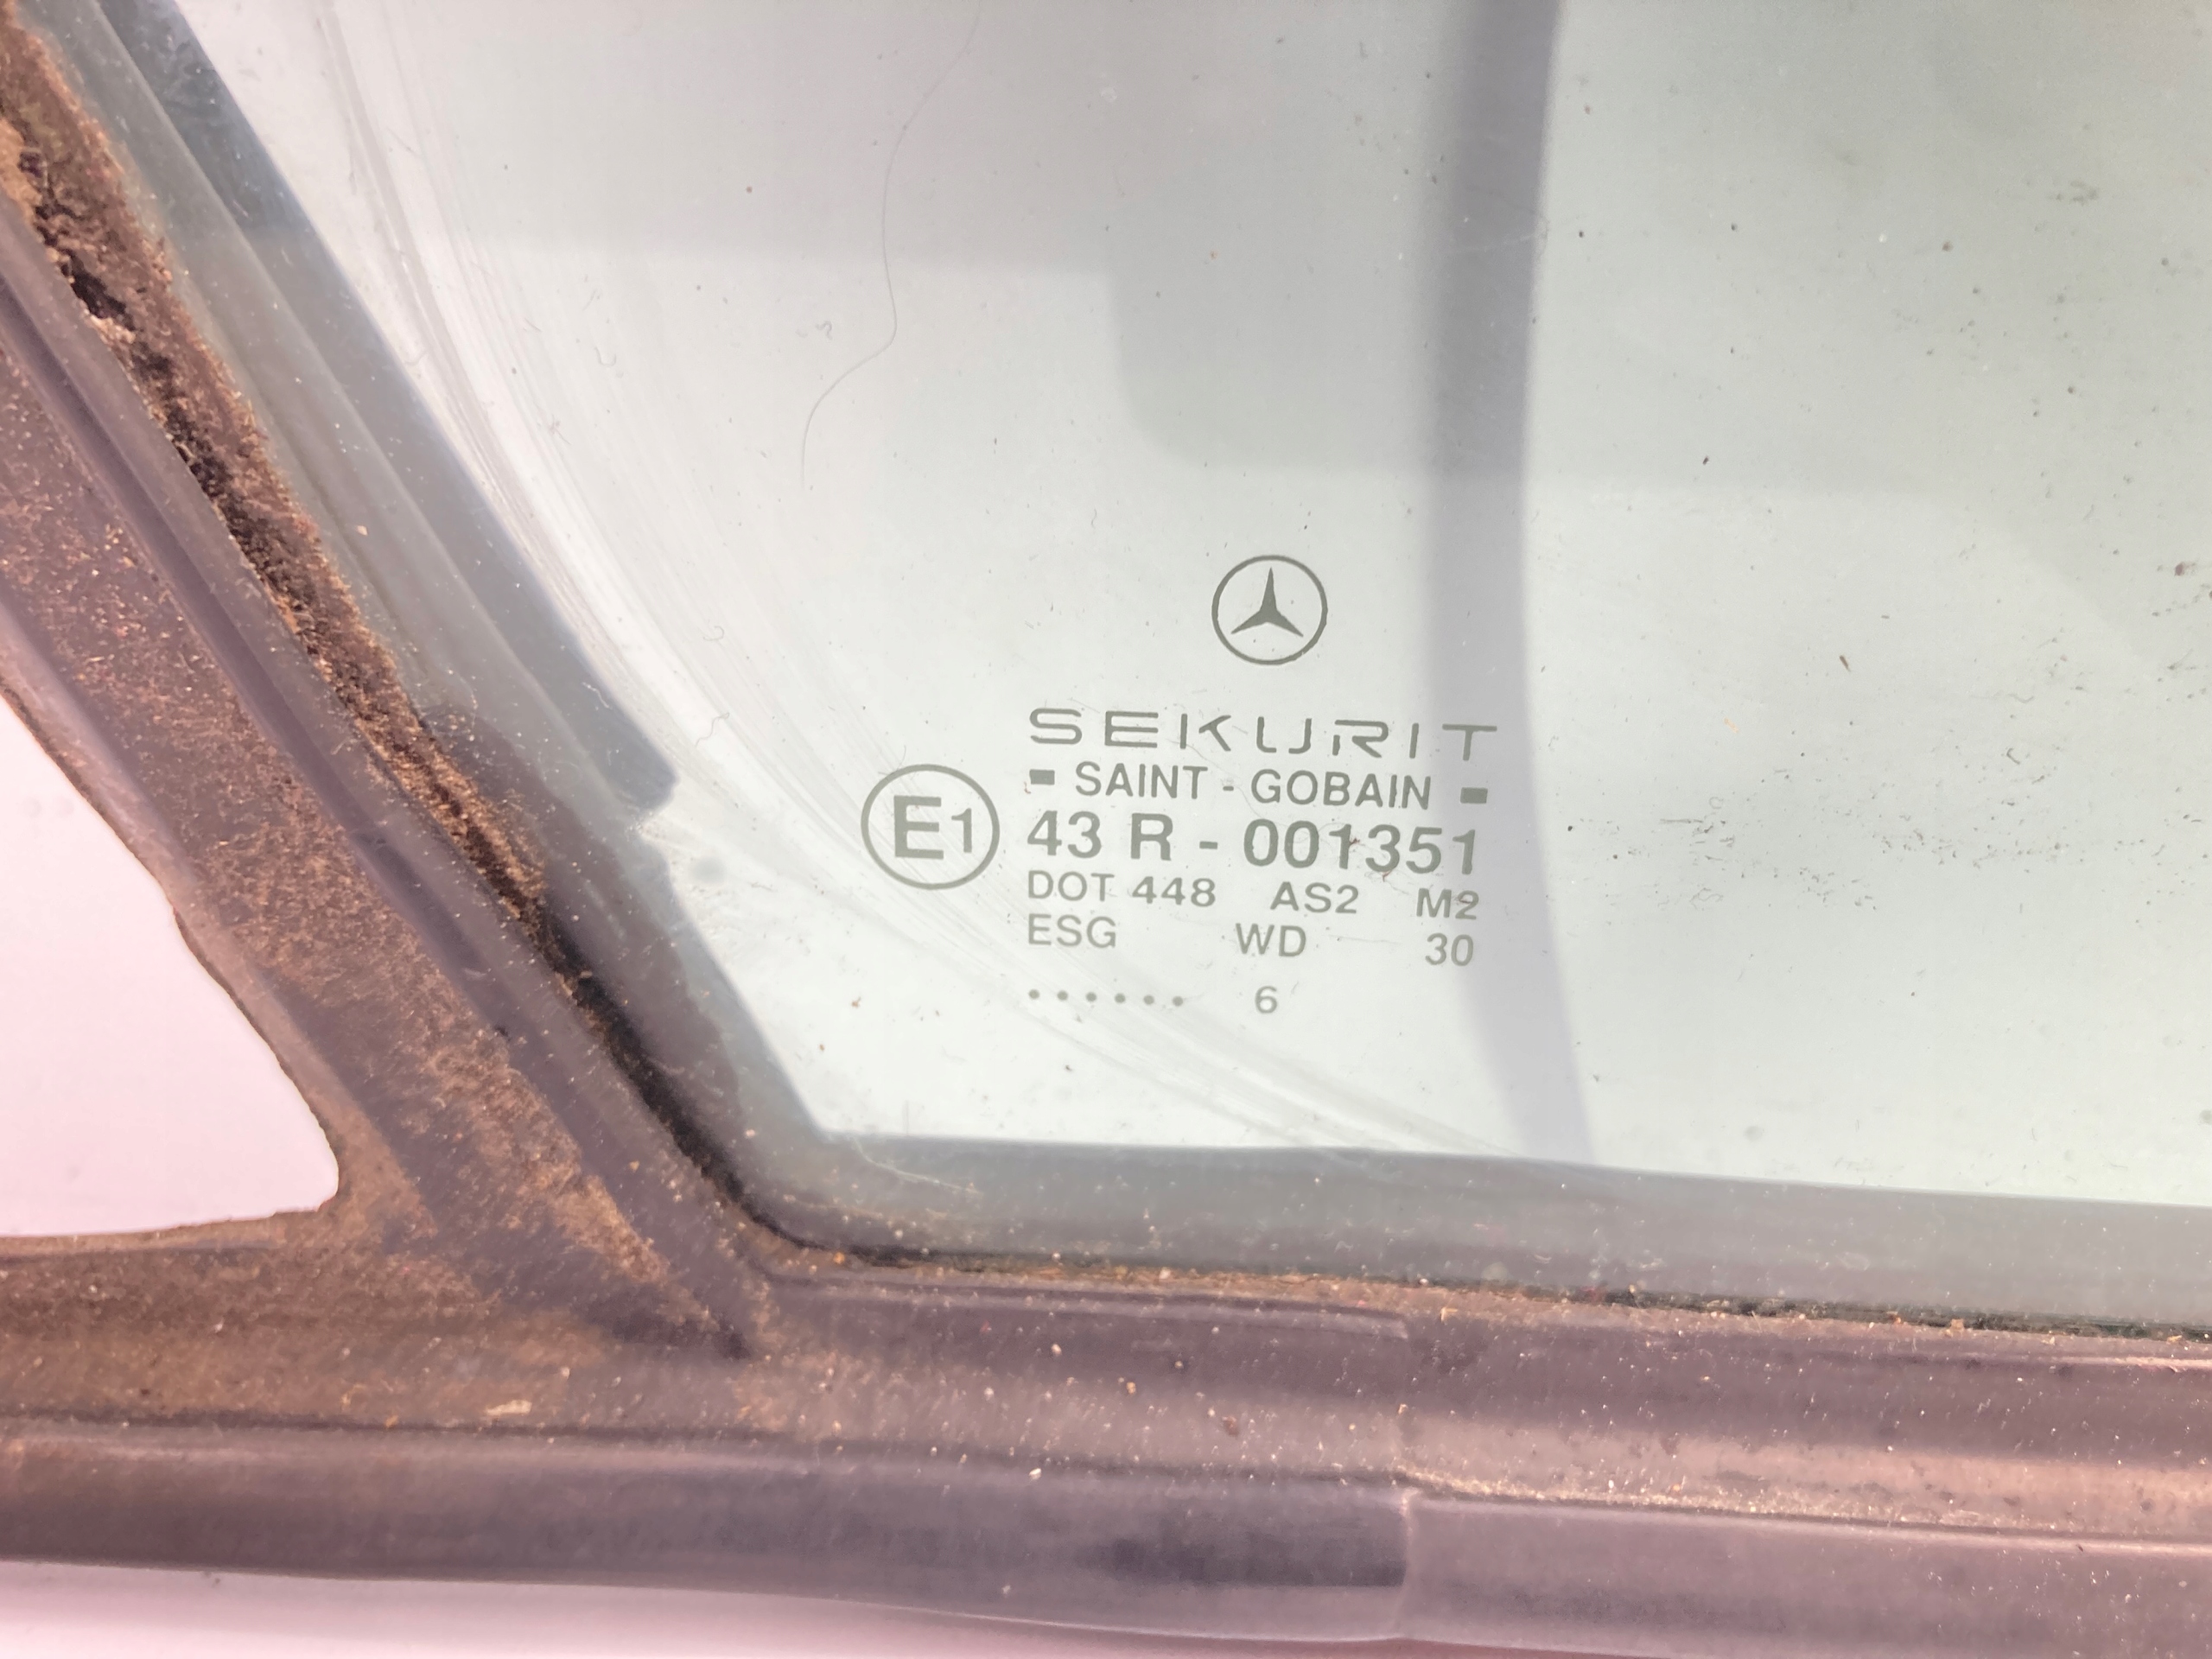 SEKURIT
- SAINT - GOBAIN -
E1 43 R - 001351
DOT 448 AS2 M2
ESG WD 30
...... 6